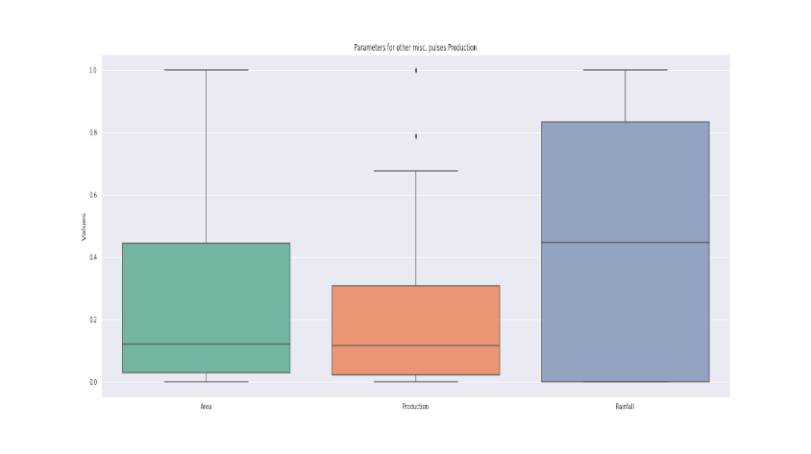 Parameters for other misc. pulses Production
Values
1.0
0.8
0.6
0.4
0.2
0.0
Area
Production
Rainfall